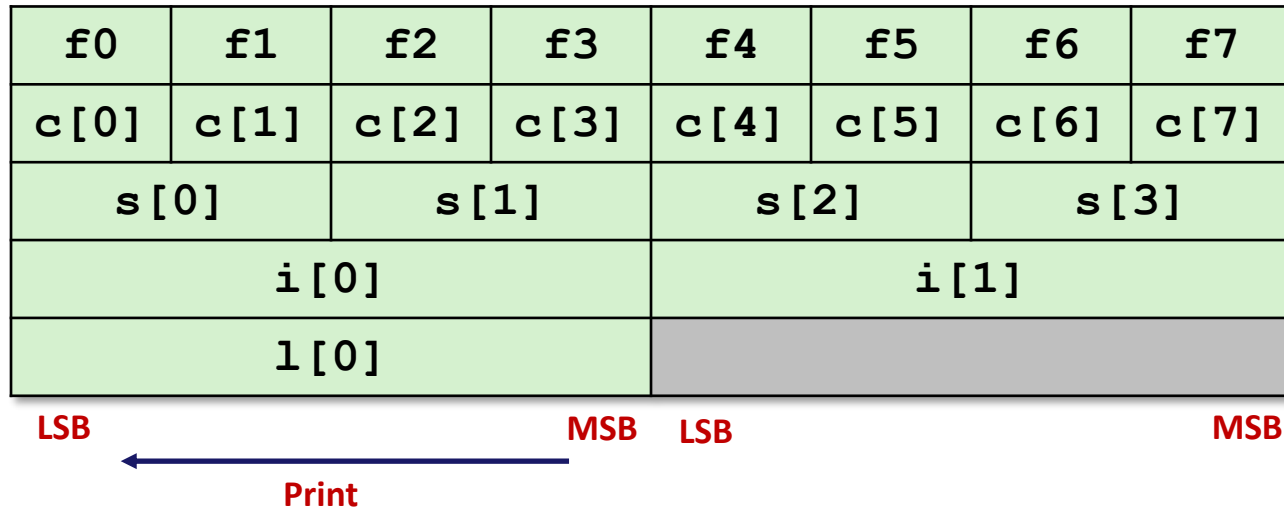 f0 f1 f2 f3 f4 f5 f6 f7
c[0] c[1] c[2] c[3] c[4] c[5] c[6] c[7]
s[0] s[1] s[2] s[3]
i[0] i[1]
l[0]
LSB MSB LSB MSB
Print